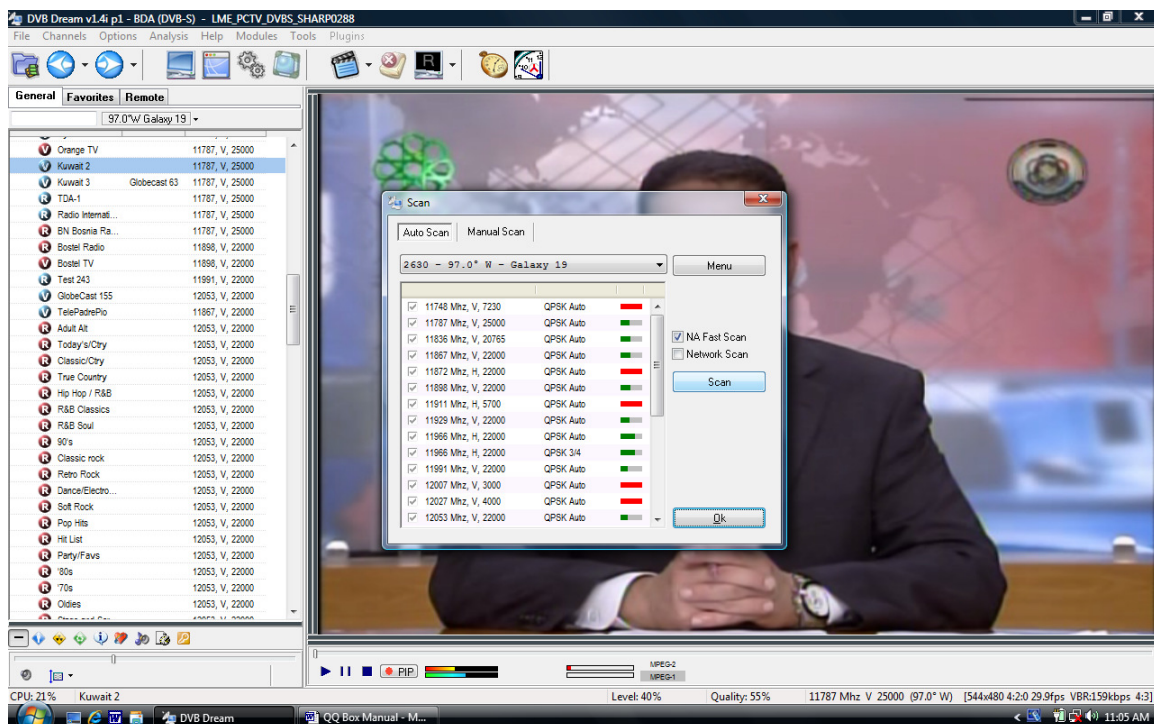 DVB Dream v1.4i p1 - BDA (DVB-S) - LME_PCTV_DVBS_SHARP0288
File Channels Options Analysis Help Modules Tools Plugins
General Favorites Remote
97.0°W Galaxy 19
Orange TV 11787, V, 25000
Kuwait 2 11787, V, 25000
Kuwait 3 Globecast 63 11787, V, 25000
TDA-1 11787, V, 25000
Radio Internati... 11787, V, 25000
BN Bosnia Ra... 11787, V, 25000
Bostel Radio 11898, V, 22000
Bostel TV 11898, V, 22000
Test 243 11991, V, 22000
GlobeCast 155 12053, V, 22000
TelePadrePio 11867, V, 22000
Adult Alt 12053, V, 22000
Today's/Ctry 12053, V, 22000
Classic/Ctry 12053, V, 22000
True Country 12053, V, 22000
Hip Hop / R&B 12053, V, 22000
R&B Classics 12053, V, 22000
R&B Soul 12053, V, 22000
90's 12053, V, 22000
Classic rock 12053, V, 22000
Retro Rock 12053, V, 22000
Dance/Electro... 12053, V, 22000
Soft Rock 12053, V, 22000
Pop Hits 12053, V, 22000
Hit List 12053, V, 22000
Party/Favs 12053, V, 22000
'80s 12053, V, 22000
'70s 12053, V, 22000
Oldies 12053, V, 22000
Scan
Auto Scan Manual Scan
2630 - 97.0° W - Galaxy 19
Menu
11748 Mhz, V, 7230 QPSK Auto
11787 Mhz, V, 25000 QPSK Auto
11836 Mhz, V, 20765 QPSK Auto
11867 Mhz, V, 22000 QPSK Auto
11872 Mhz, H, 22000 QPSK Auto
11898 Mhz, V, 22000 QPSK Auto
11911 Mhz, H, 5700 QPSK Auto
11929 Mhz, V, 22000 QPSK Auto
11966 Mhz, H, 22000 QPSK Auto
11966 Mhz, H, 22000 QPSK 3/4
11991 Mhz, V, 22000 QPSK Auto
12007 Mhz, V, 3000 QPSK Auto
12027 Mhz, V, 4000 QPSK Auto
12053 Mhz, V, 22000 QPSK Auto
NA Fast Scan
Network Scan
Scan
Ok
PIP
MPEG-2
MPEG-1
CPU: 21% Kuwait 2 Level: 40% Quality: 55% 11787 Mhz V 25000 (97.0° W) [544x480 4:2:0 29.9fps VBR:159kbps 4:3]
DVB Dream QQ Box Manual - M... 11:05 AM